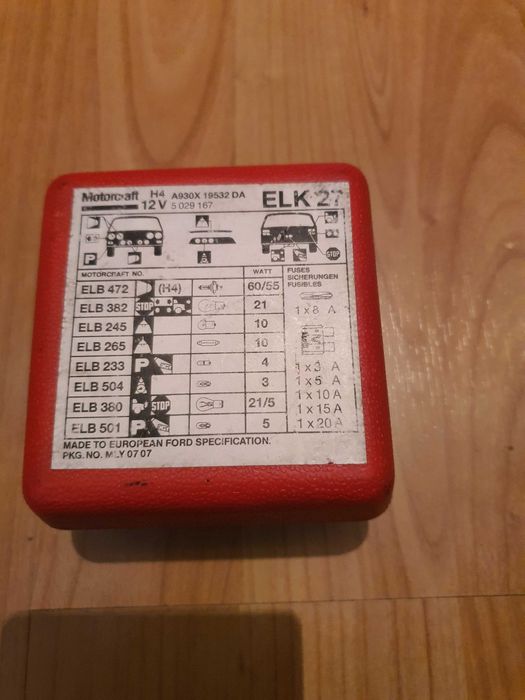 Motorcraft H4 A930X 19532 DA ELK 27
12 V 5 029 167
P STOP
MOTORCRAFT NO. WATT FUSES
SICHERUNGEN
FUSIBLES
ELB 472 (H4) 60/55
ELB 382 STOP 21 1 x 8 A
ELB 245 10
ELB 265 10
ELB 233 P 4 1 x 3 A
ELB 504 3 1 x 5 A
1 x 10 A
ELB 380 STOP 21/5 1 x 15 A
ELB 501 P 5 1 x 20 A
MADE TO EUROPEAN FORD SPECIFICATION.
PKG. NO. MLY 07 07